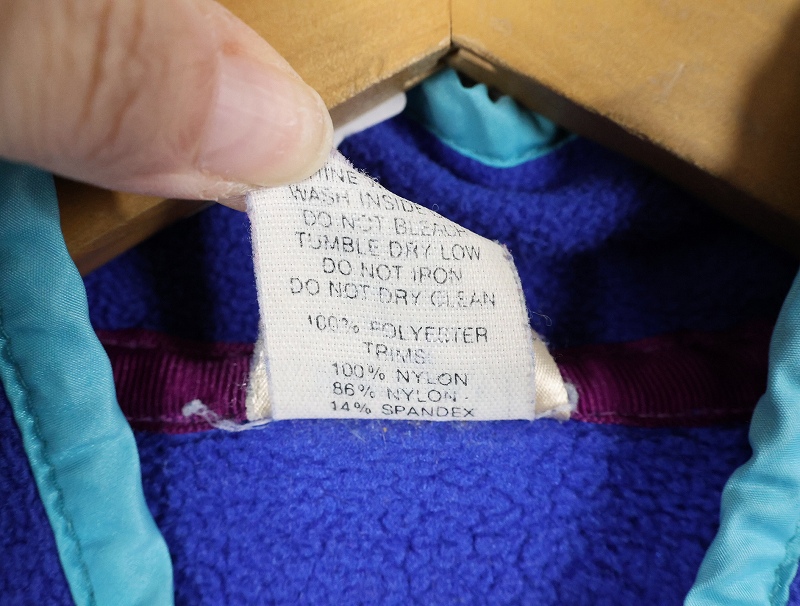 WASH INSIDE
DO NOT BLEACH
TUMBLE DRY LOW
DO NOT IRON
DO NOT DRY CLEAN
100% POLYESTER
TRIMS:
100% NYLON
86% NYLON -
14% SPANDEX